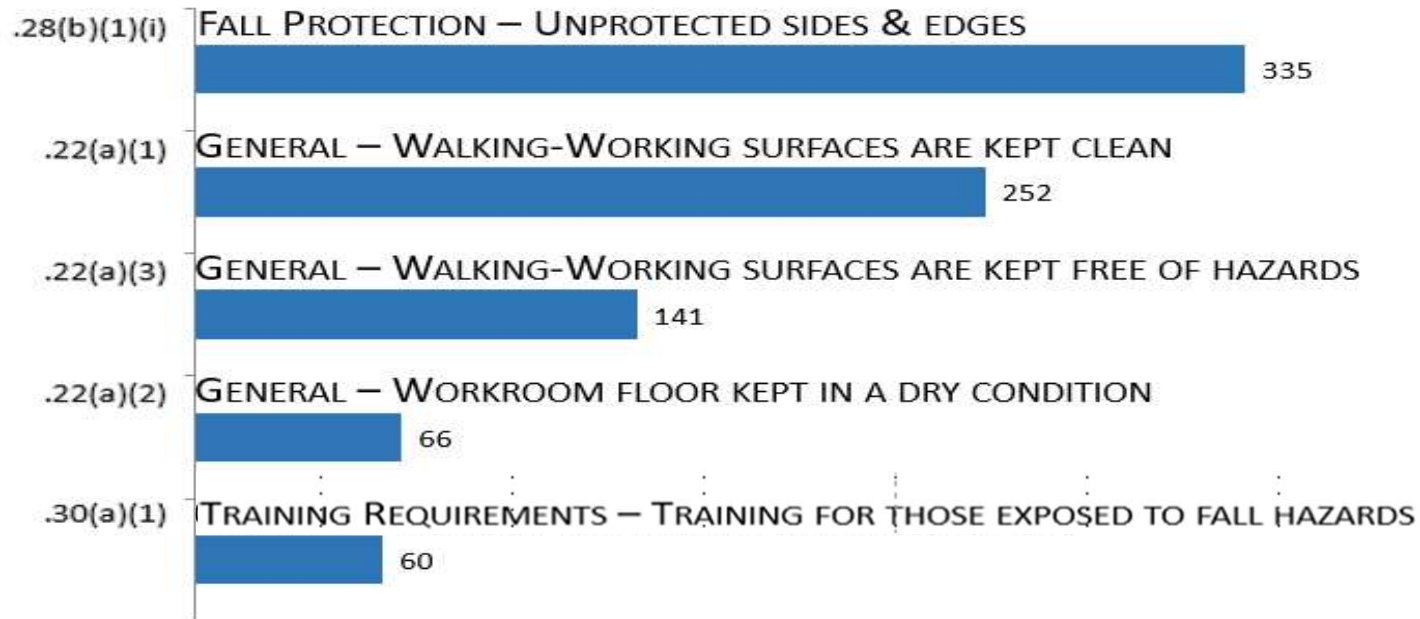 .28(b)(1)(i) FALL PROTECTION – UNPROTECTED SIDES & EDGES
335
.22(a)(1) GENERAL – WALKING-WORKING SURFACES ARE KEPT CLEAN
252
.22(a)(3) GENERAL – WALKING-WORKING SURFACES ARE KEPT FREE OF HAZARDS
141
.22(a)(2) GENERAL – WORKROOM FLOOR KEPT IN A DRY CONDITION
66
.30(a)(1) TRAINING REQUIREMENTS – TRAINING FOR THOSE EXPOSED TO FALL HAZARDS
60